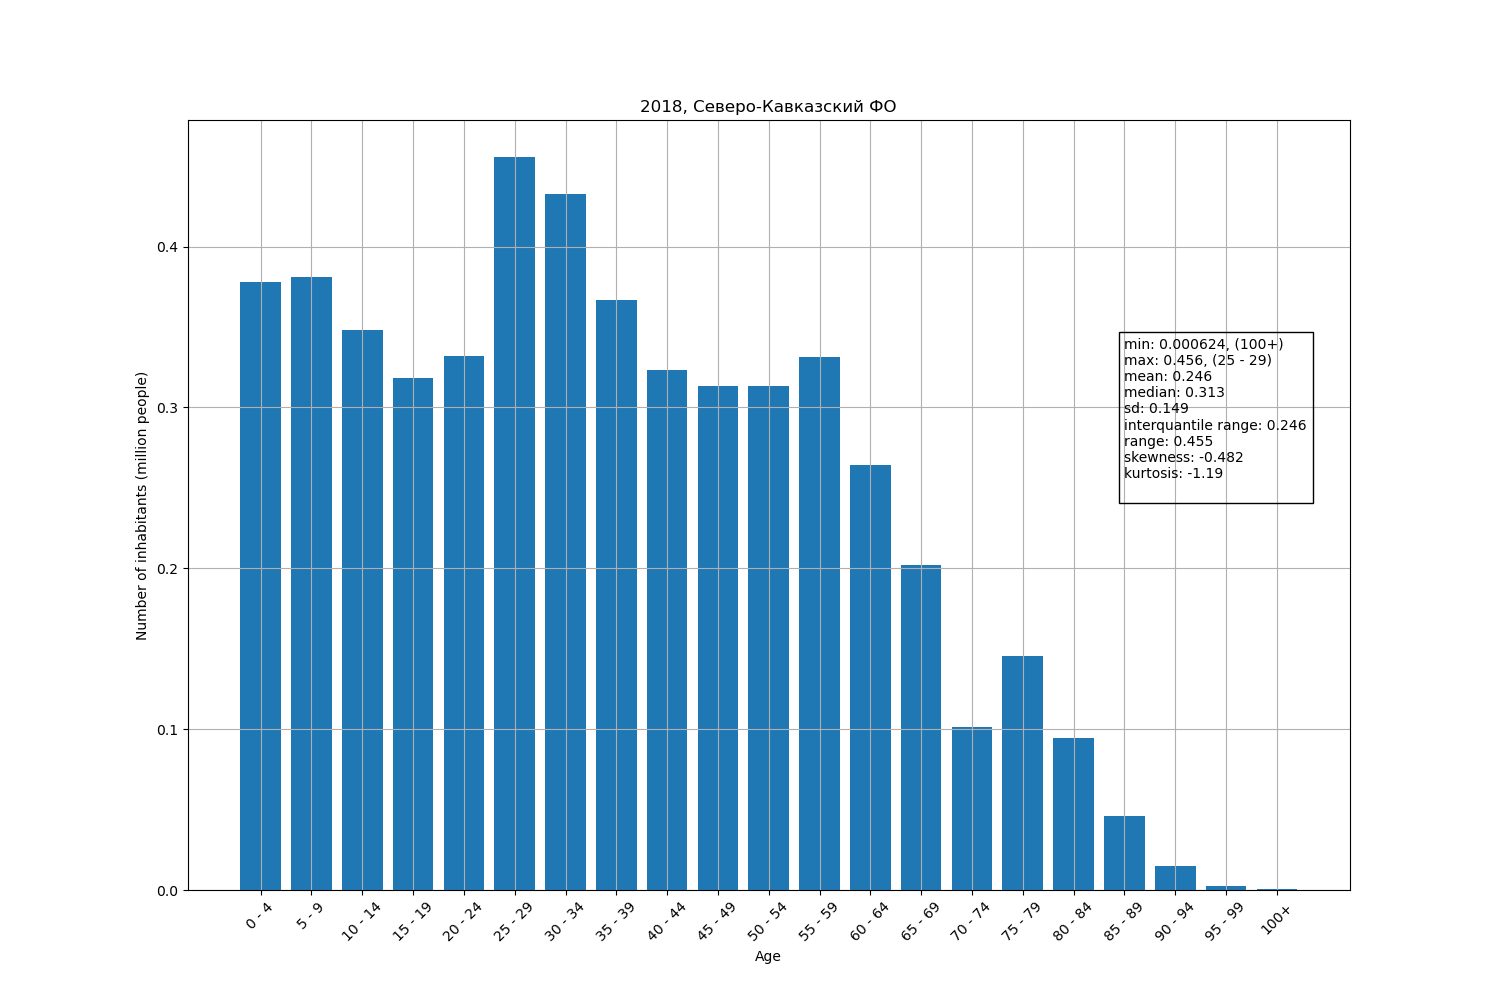 2018, Северо-Кавказский ФО
Number of inhabitants (million people)
0.4
0.3
0.2
0.1
0.0
min: 0.000624, (100+)
max: 0.456, (25 - 29)
mean: 0.246
median: 0.313
sd: 0.149
interquantile range: 0.246
range: 0.455
skewness: -0.482
kurtosis: -1.19
0 - 4
5 - 9
10 - 14
15 - 19
20 - 24
25 - 29
30 - 34
35 - 39
40 - 44
45 - 49
50 - 54
55 - 59
60 - 64
65 - 69
70 - 74
75 - 79
80 - 84
85 - 89
90 - 94
95 - 99
100+
Age